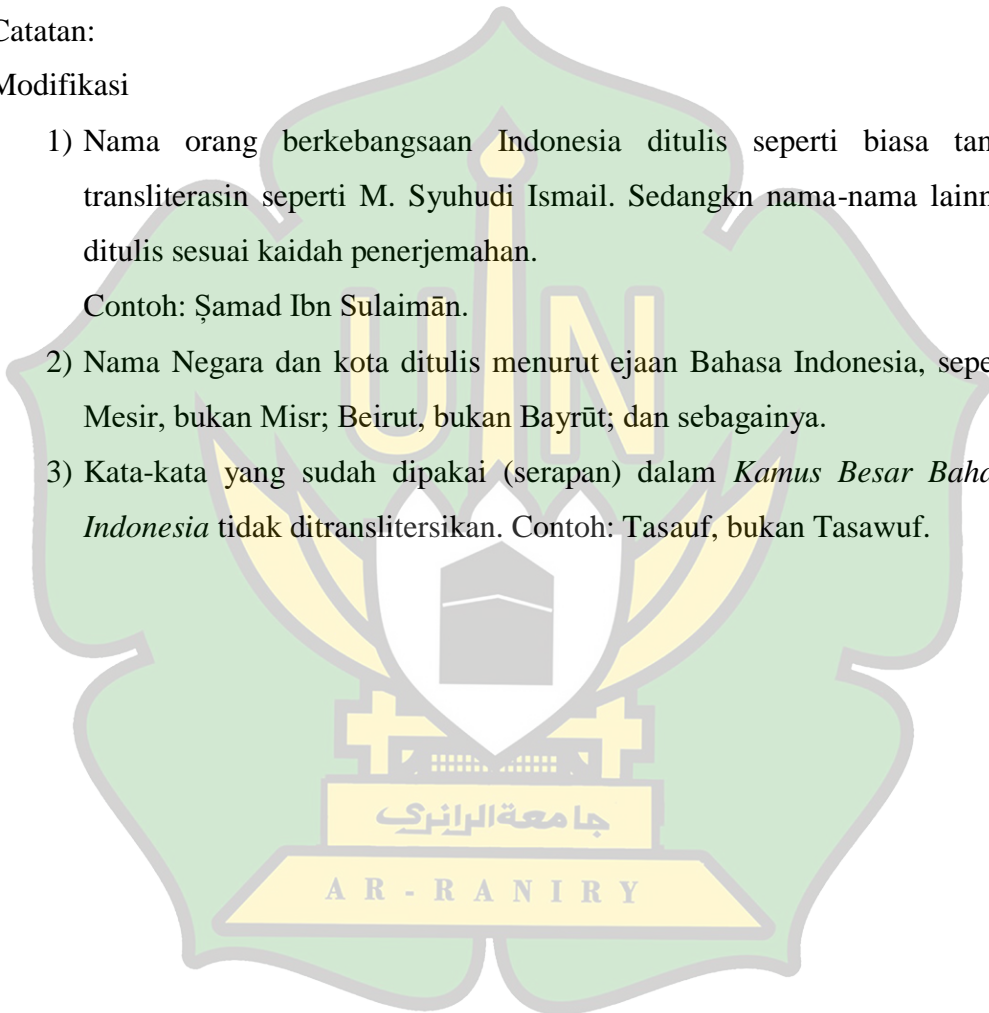 Catatan:
Modifikasi
1) Nama orang berkebangsaan Indonesia ditulis seperti biasa tan
transliterasin seperti M. Syuhudi Ismail. Sedangkn nama-nama lainn
ditulis sesuai kaidah penerjemahan.
Contoh: Ṣamad Ibn Sulaimān.
2) Nama Negara dan kota ditulis menurut ejaan Bahasa Indonesia, sepe
Mesir, bukan Misr; Beirut, bukan Bayrūt; dan sebagainya.
3) Kata-kata yang sudah dipakai (serapan) dalam Kamus Besar Baha
Indonesia tidak ditranslitersikan. Contoh: Tasauf, bukan Tasawuf.
UIN
جامعة الرانري
AR-RANIRY